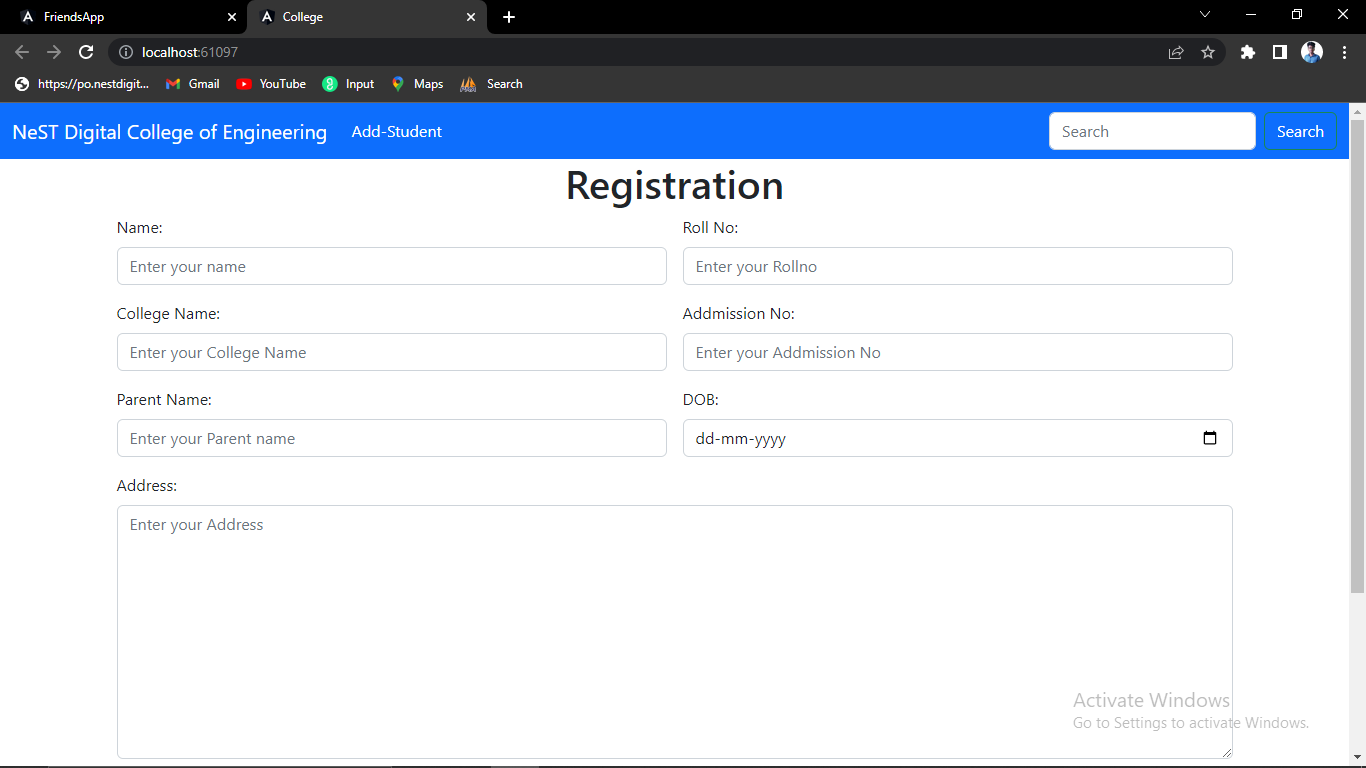 FriendsApp College
localhost:61097
https://po.nestdigit... Gmail YouTube Input Maps Search
NeST Digital College of Engineering Add-Student Search Search
Registration
Name: Roll No:
Enter your name Enter your Rollno
College Name: Addmission No:
Enter your College Name Enter your Addmission No
Parent Name: DOB:
Enter your Parent name dd-mm-yyyy
Address:
Enter your Address
Activate Windows
Go to Settings to activate Windows.